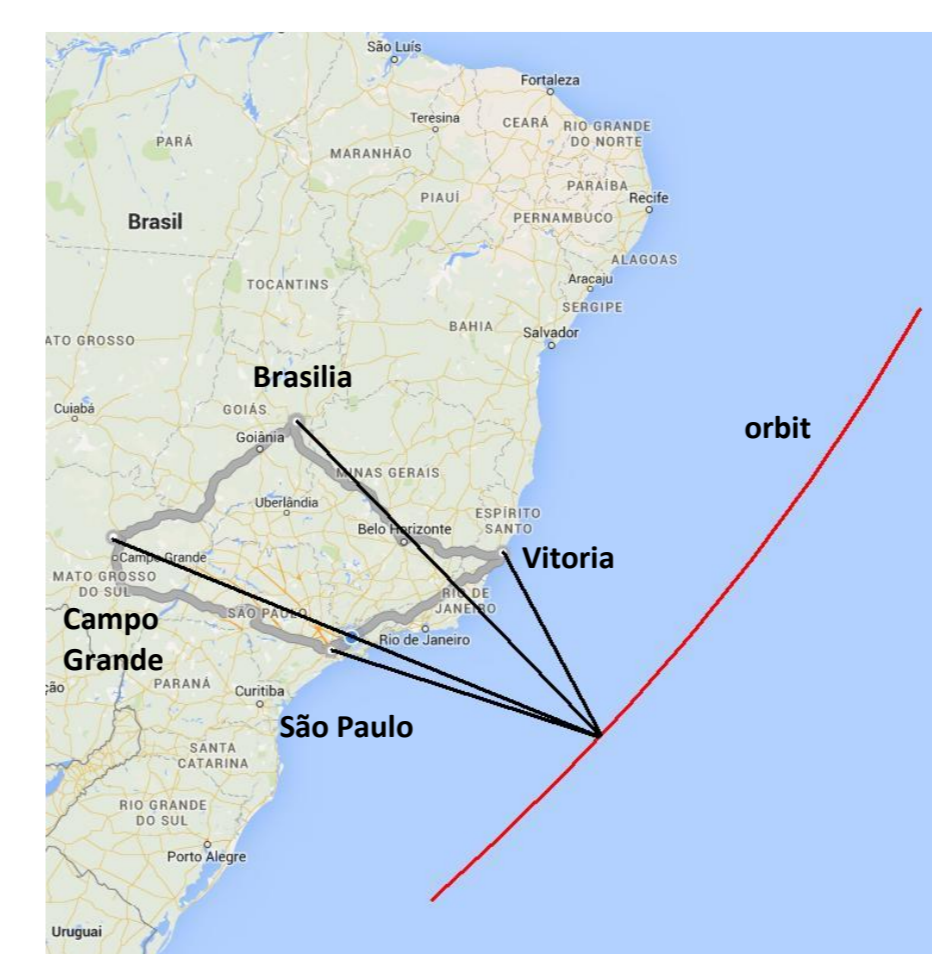 São Luís
Fortaleza
Teresina
CEARÁ
RIO GRANDE
DO NORTE
PARÁ
MARANHÃO
PARAÍBA
PIAUÍ
Recife
Brasil
PERNAMBUCO
ALAGOAS
TOCANTINS
Aracaju
SERGIPE
BAHIA
Salvador
ATO GROSSO
Brasilia
Cuiabá
GOIÁS
orbit
Goiânia
MINAS GERAIS
Uberlândia
ESPÍRITO
SANTO
Belo Horizonte
Vitoria
Campo Grande
MATO GROSSO
DO SUL
RIO DE
JANEIRO
SÃO PAULO
Campo
Grande
Rio de Janeiro
ção
PARANÁ
Curitiba
São Paulo
SANTA
CATARINA
RIO GRANDE
DO SUL
Porto Alegre
Uruguai